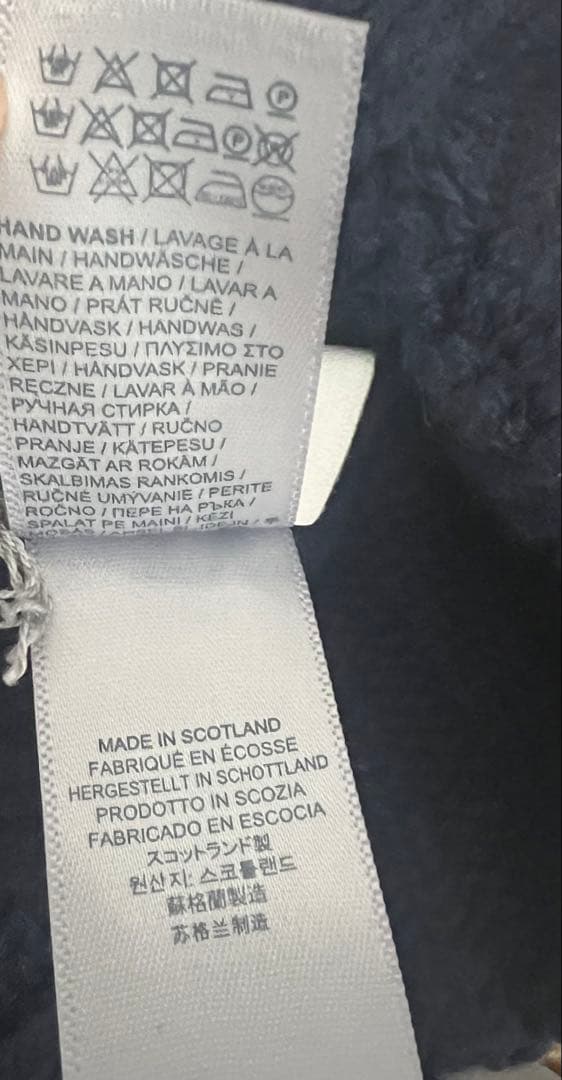 HAND WASH / LAVAGE À LA
MAIN / HANDWÄSCHE /
LAVARE A MANO / LAVAR A
MANO / PRÁT RUČNĚ /
HÅNDVASK / HANDWAS /
KÄSINPESU / ΠΛΥΣΙΜΟ ΣΤΟ
ΧΕΡΙ / HÅNDVASK / PRANIE
RĘCZNE / LAVAR À MÃO /
РУЧНАЯ СТИРКА /
HANDTVÄTT / RUČNO
PRANJE / KÄTEPESU /
MAZGĀT AR ROKĀM /
SKALBIMAS RANKOMIS /
RUČNÉ UMÝVANIE / PERITE
ROČNO / ПЕРЕ НА РЪКА /
SPALAT PE MAINI / KÉZI
MADE IN SCOTLAND
FABRIQUÉ EN ÉCOSSE
HERGESTELLT IN SCHOTTLAND
PRODOTTO IN SCOZIA
FABRICADO EN ESCOCIA
スコットランド製
원산지: 스코틀랜드
蘇格蘭製造
苏格兰制造